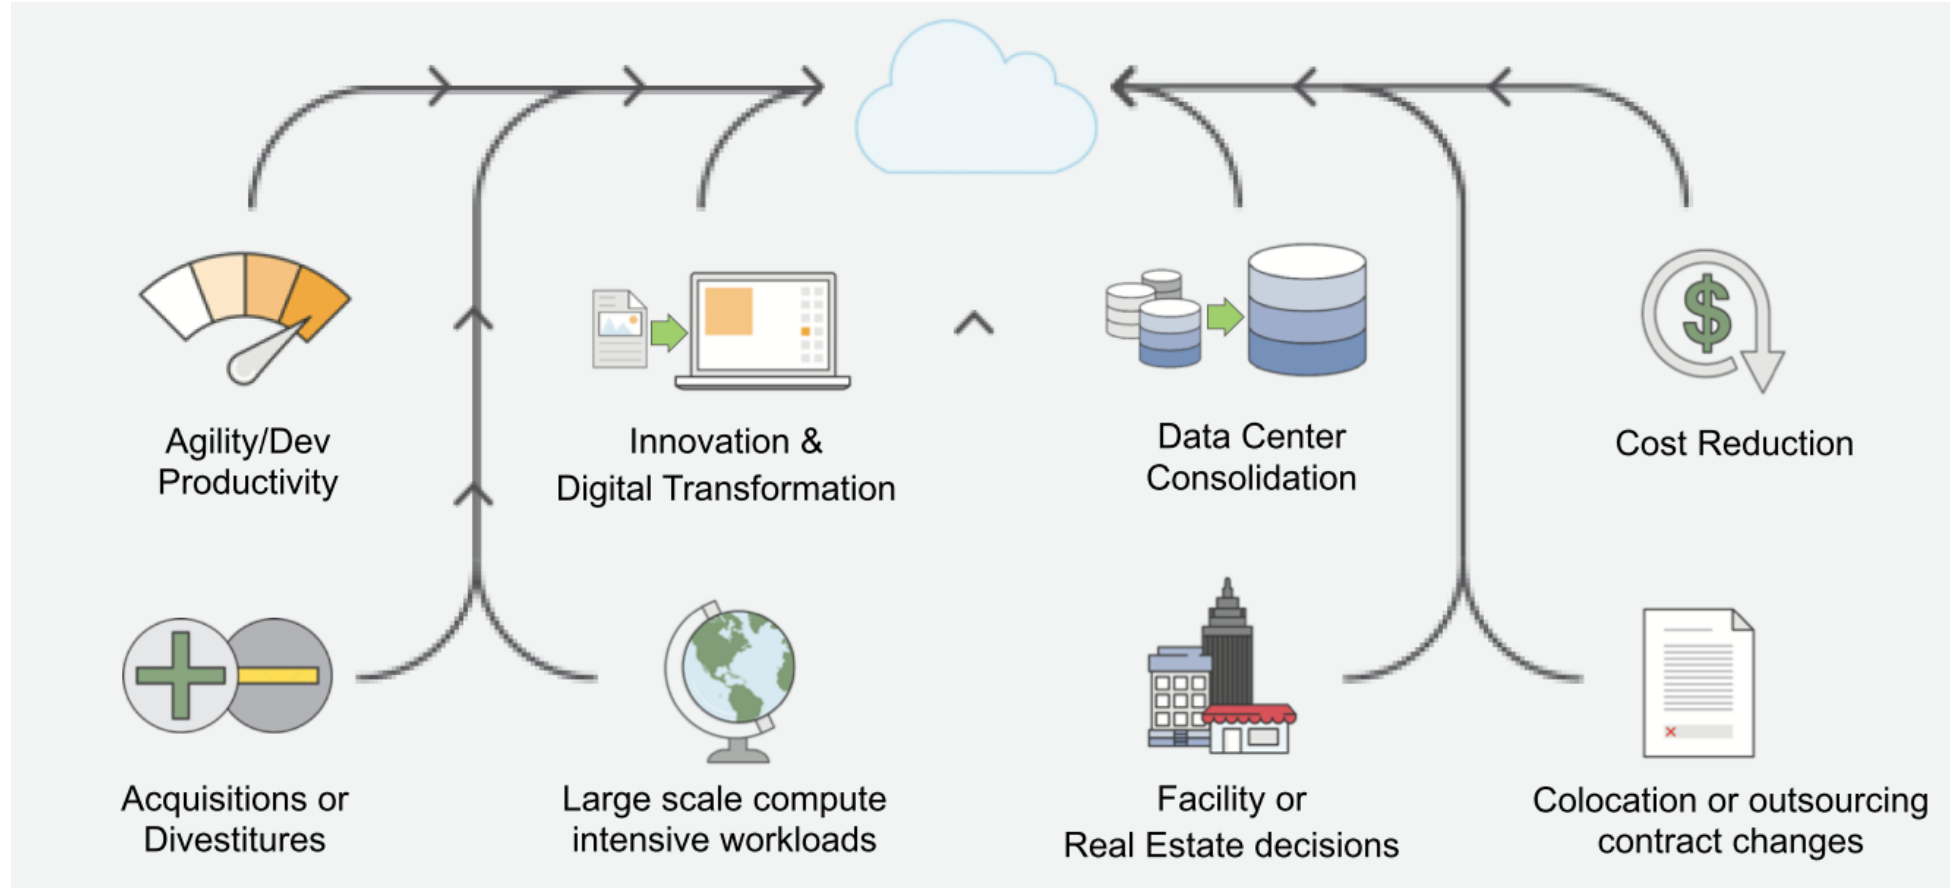 Agility/Dev
Productivity
Innovation &
Digital Transformation
Data Center
Consolidation
Cost Reduction
Acquisitions or
Divestitures
Large scale compute
intensive workloads
Facility or
Real Estate decisions
Colocation or outsourcing
contract changes